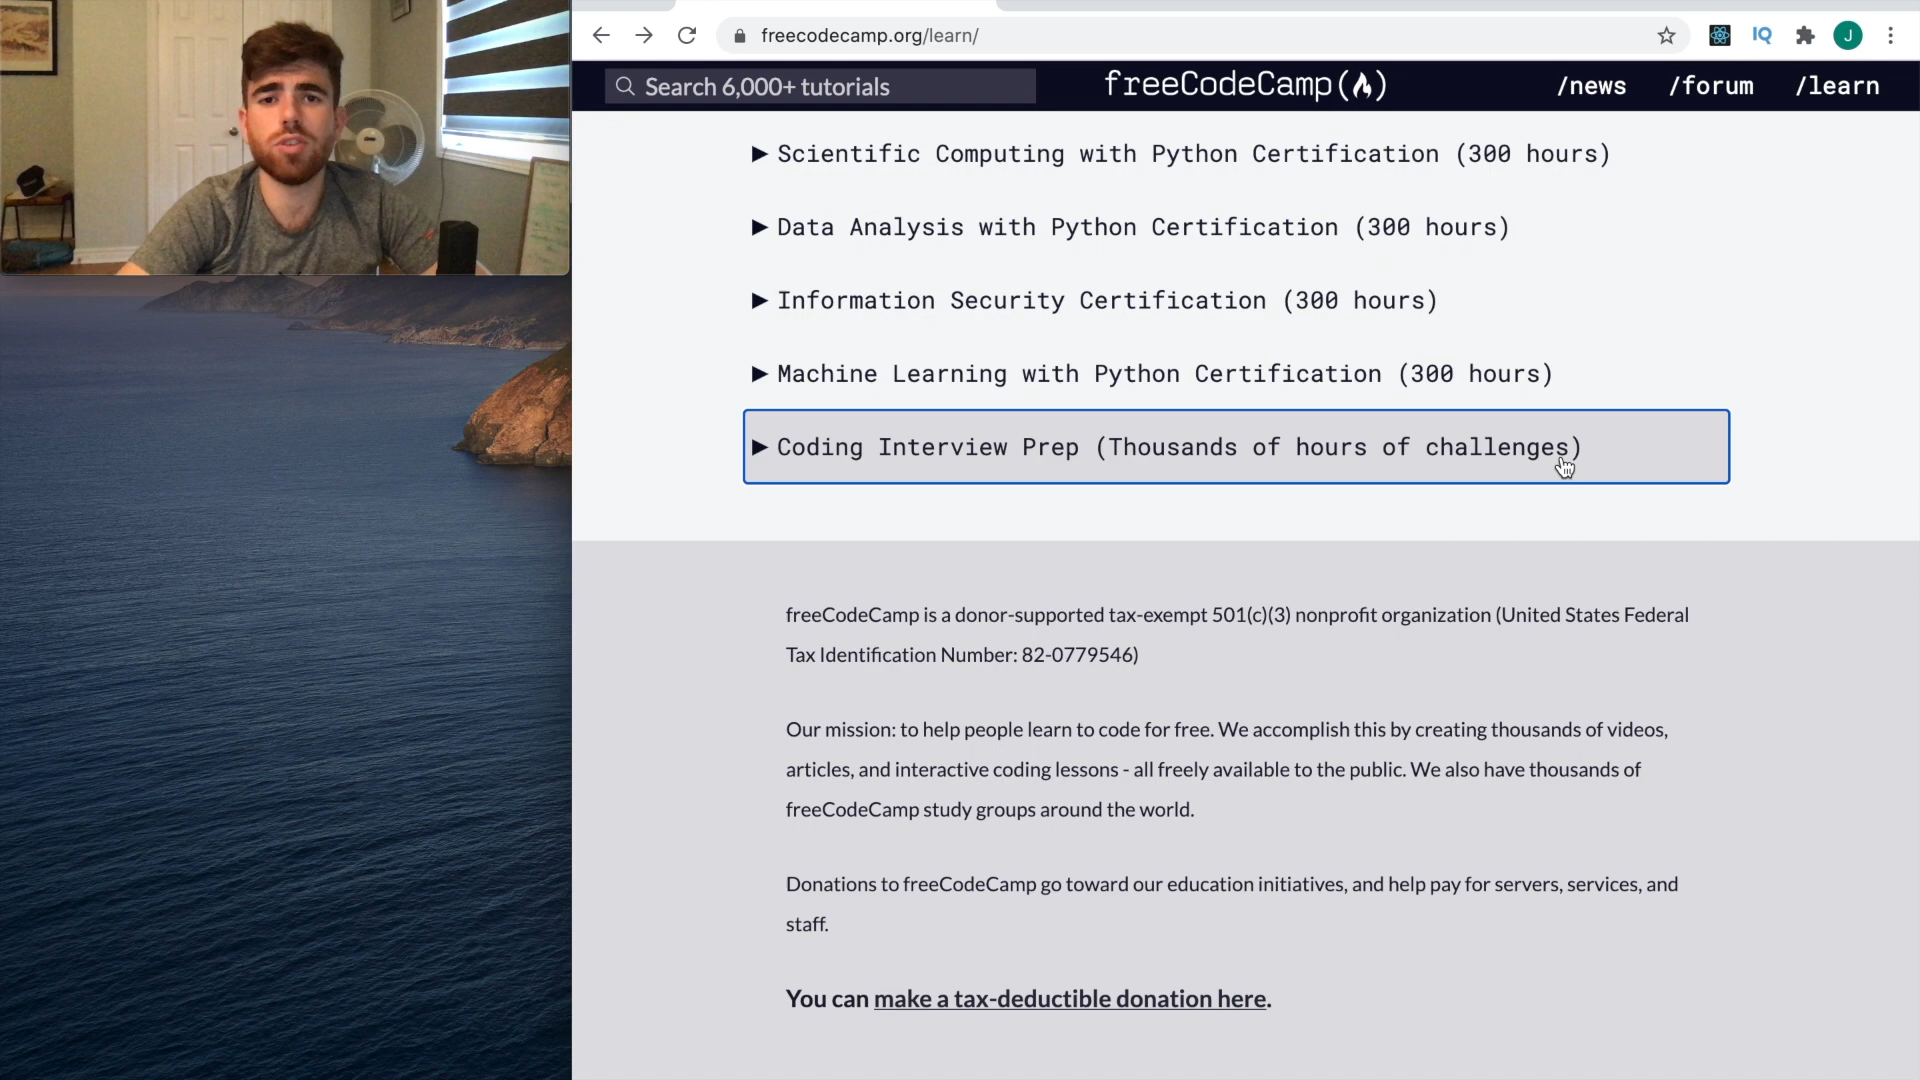 freecodecamp.org/learn/
IQ
J
Search 6,000+ tutorials
freeCodeCamp(🔥)
/news
/forum
/learn
▶ Scientific Computing with Python Certification (300 hours)
▶ Data Analysis with Python Certification (300 hours)
▶ Information Security Certification (300 hours)
▶ Machine Learning with Python Certification (300 hours)
▶ Coding Interview Prep (Thousands of hours of challenges)
freeCodeCamp is a donor-supported tax-exempt 501(c)(3) nonprofit organization (United States Federal
Tax Identification Number: 82-0779546)
Our mission: to help people learn to code for free. We accomplish this by creating thousands of videos,
articles, and interactive coding lessons - all freely available to the public. We also have thousands of
freeCodeCamp study groups around the world.
Donations to freeCodeCamp go toward our education initiatives, and help pay for servers, services, and
staff.
You can make a tax-deductible donation here.